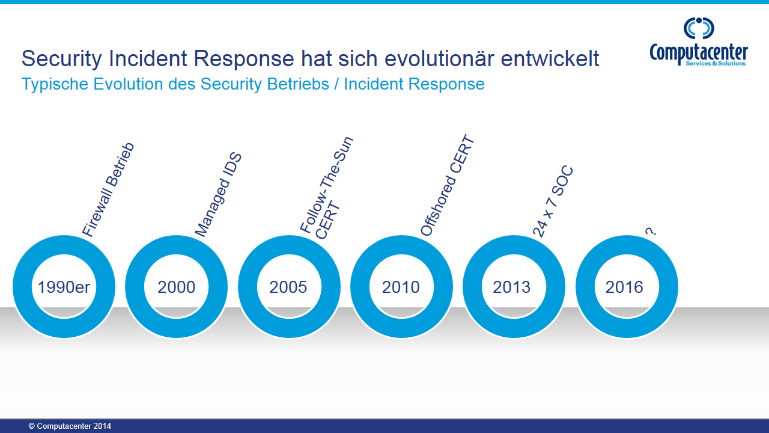 Security Incident Response hat sich evolutionär entwickelt
Typische Evolution des Security Betriebs / Incident Response
Computacenter
Services & Solutions
Firewall Betrieb
Managed IDS
Follow-The-Sun
CERT
Offshored CERT
24 x 7 SOC
?
1990er
2000
2005
2010
2013
2016
© Computacenter 2014